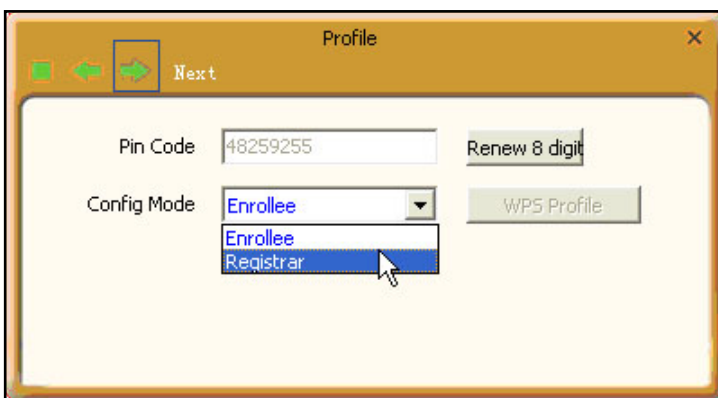 Profile
Next
Pin Code 48259255 Renew 8 digit
Config Mode Enrollee WPS Profile
Enrollee
Registrar